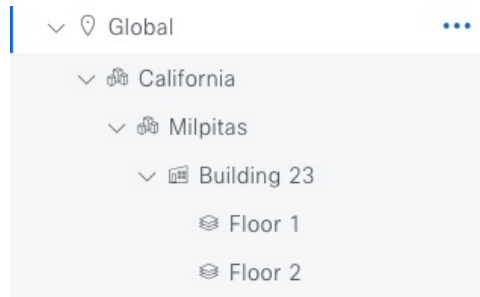 Global
California
Milpitas
Building 23
Floor 1
Floor 2